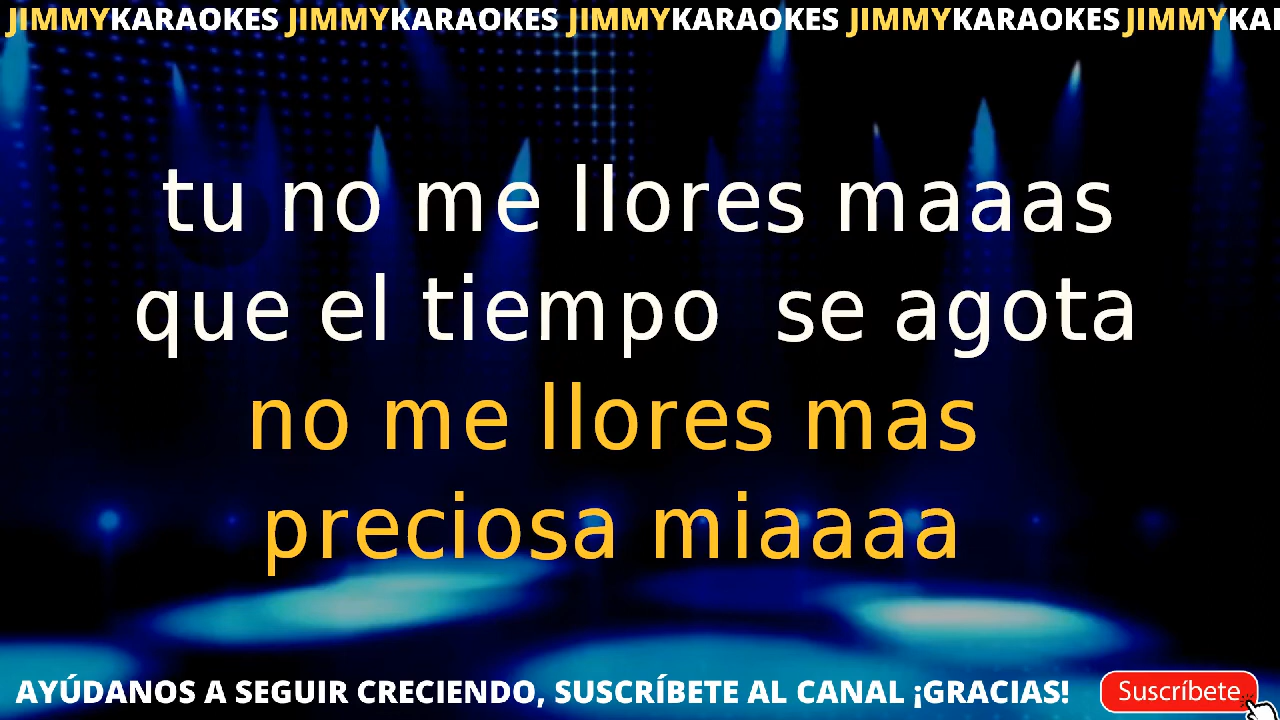 JIMMYKARAOKES JIMMYKARAOKES JIMMYKARAOKES JIMMYKARAOKES JIMMYKA
tu no me llores maaas
que el tiempo  se agota
no me llores mas
preciosa miaaaa
AYÚDANOS A SEGUIR CRECIENDO, SUSCRÍBETE AL CANAL ¡GRACIAS! Suscríbete